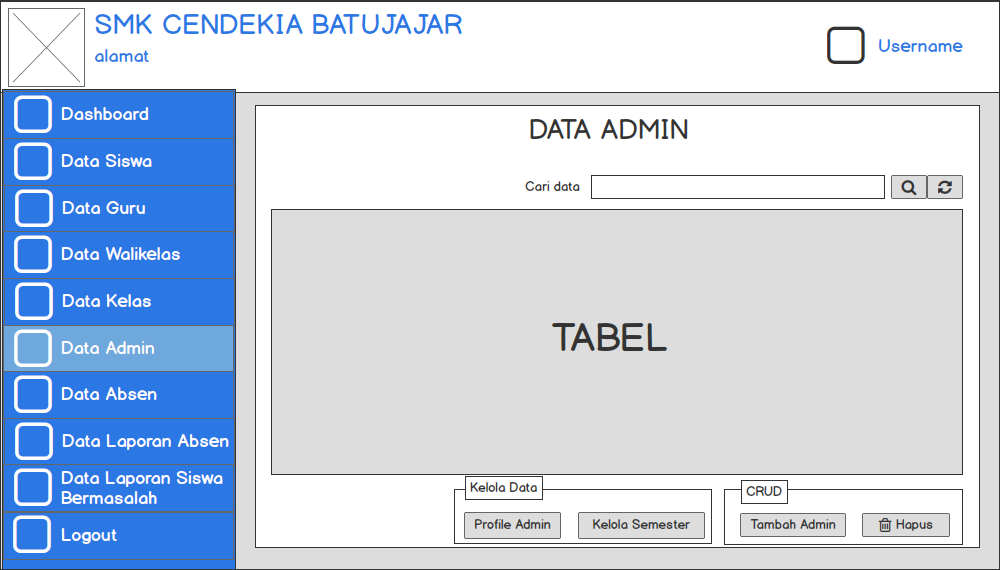 SMK CENDEKIA BATUJAJAR
alamat
Username
Dashboard
Data Siswa
Data Guru
Data Walikelas
Data Kelas
Data Admin
Data Absen
Data Laporan Absen
Data Laporan Siswa
Bermasalah
Logout
DATA ADMIN
Cari data
TABEL
Kelola Data
Profile Admin
Kelola Semester
CRUD
Tambah Admin
Hapus